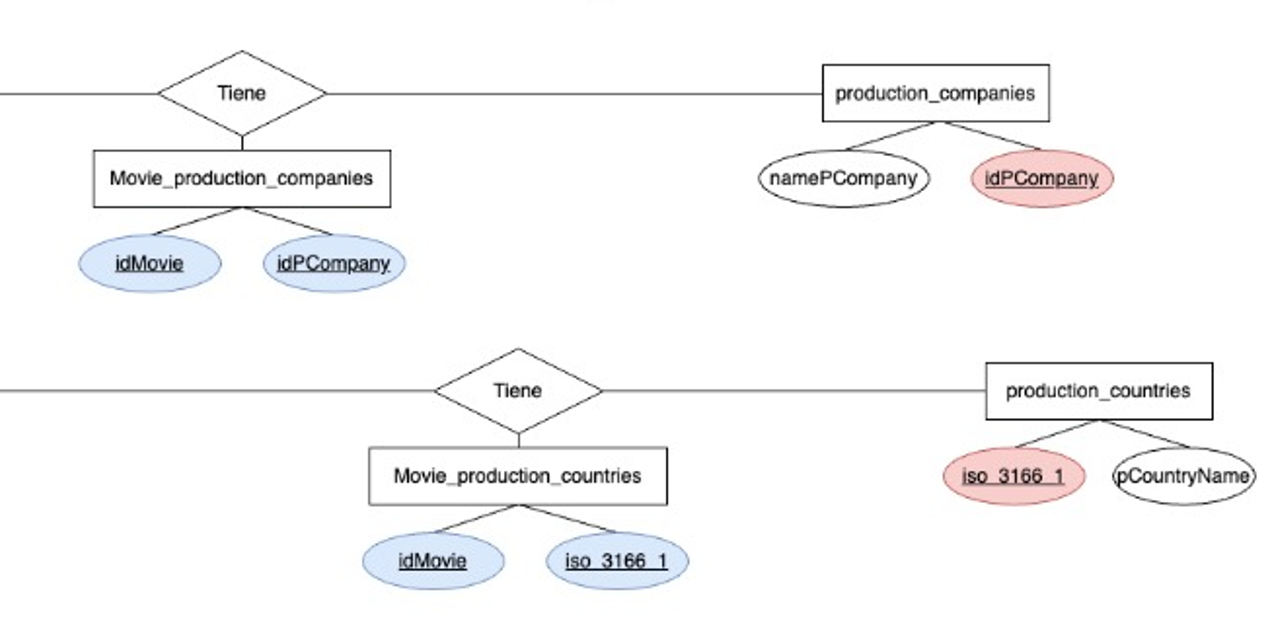 Tiene
production_companies
Movie_production_companies
namePCompany
idPCompany
idMovie
idPCompany
Tiene
production_countries
Movie_production_countries
iso_3166_1
pCountryName
idMovie
iso_3166_1